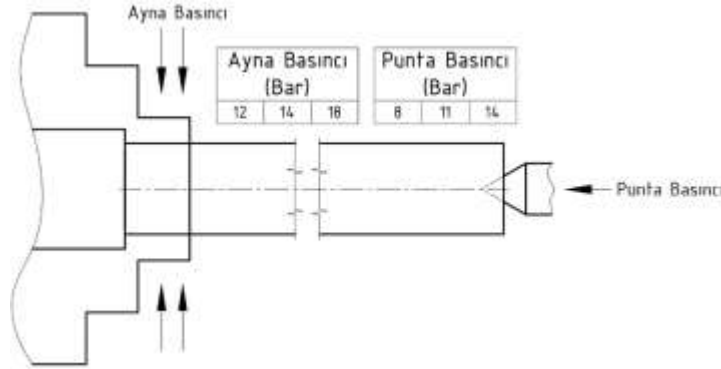 Ayna Basıncı
Ayna Basıncı
(Bar)
12 14 18
Punta Basıncı
(Bar)
8 11 14
Punta Basıncı